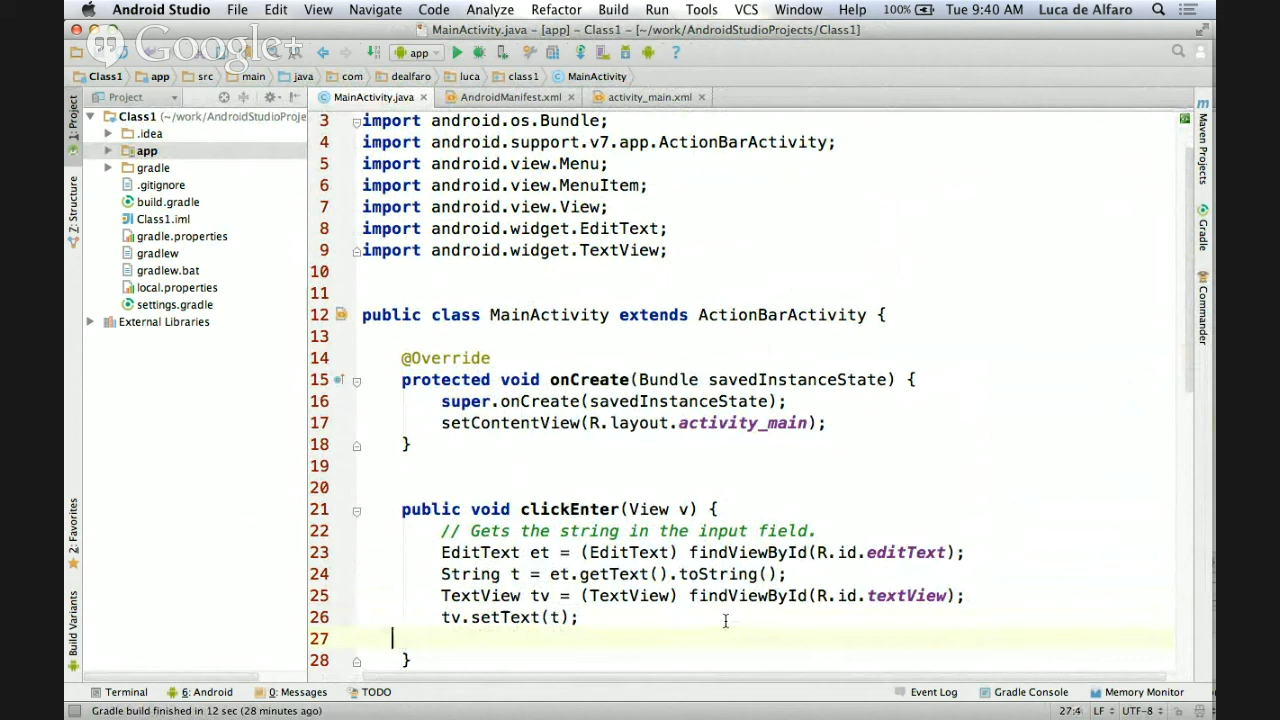 Android Studio File Edit View Navigate Code Analyze Refactor Build Run Tools VCS Window Help 100% Tue 9:40 AM Luca de Alfaro
MainActivity.java - [app] - Class1 - [~/work/AndroidStudioProjects/Class1]
Google+
app
Class1 app src main java com dealfaro luca class1 MainActivity
Project MainActivity.java AndroidManifest.xml activity_main.xml
1: Project
Z: Structure
2: Favorites
Build Variants
Class1 (~/work/AndroidStudioProje
.idea
app
gradle
.gitignore
build.gradle
Class1.iml
gradle.properties
gradlew
gradlew.bat
local.properties
settings.gradle
External Libraries
3 import android.os.Bundle;
4 import android.support.v7.app.ActionBarActivity;
5 import android.view.Menu;
6 import android.view.MenuItem;
7 import android.view.View;
8 import android.widget.EditText;
9 import android.widget.TextView;
10
11
12 public class MainActivity extends ActionBarActivity {
13
14 @Override
15 protected void onCreate(Bundle savedInstanceState) {
16 super.onCreate(savedInstanceState);
17 setContentView(R.layout.activity_main);
18 }
19
20
21 public void clickEnter(View v) {
22 // Gets the string in the input field.
23 EditText et = (EditText) findViewById(R.id.editText);
24 String t = et.getText().toString();
25 TextView tv = (TextView) findViewById(R.id.textView);
26 tv.setText(t);
27
28 }
m
Maven Projects
Gradle
Commander
Terminal 6: Android 0: Messages TODO Event Log Gradle Console Memory Monitor
Gradle build finished in 12 sec (28 minutes ago) 27:4 LF UTF-8